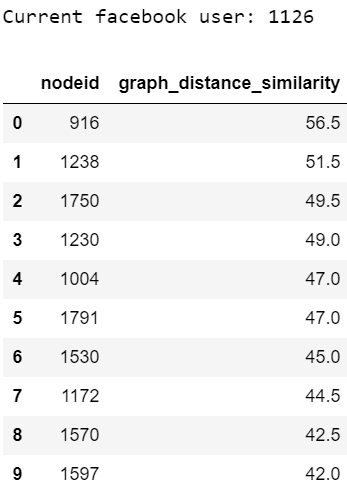 Current facebook user: 1126
nodeid graph_distance_similarity
0 916 56.5
1 1238 51.5
2 1750 49.5
3 1230 49.0
4 1004 47.0
5 1791 47.0
6 1530 45.0
7 1172 44.5
8 1570 42.5
9 1597 42.0